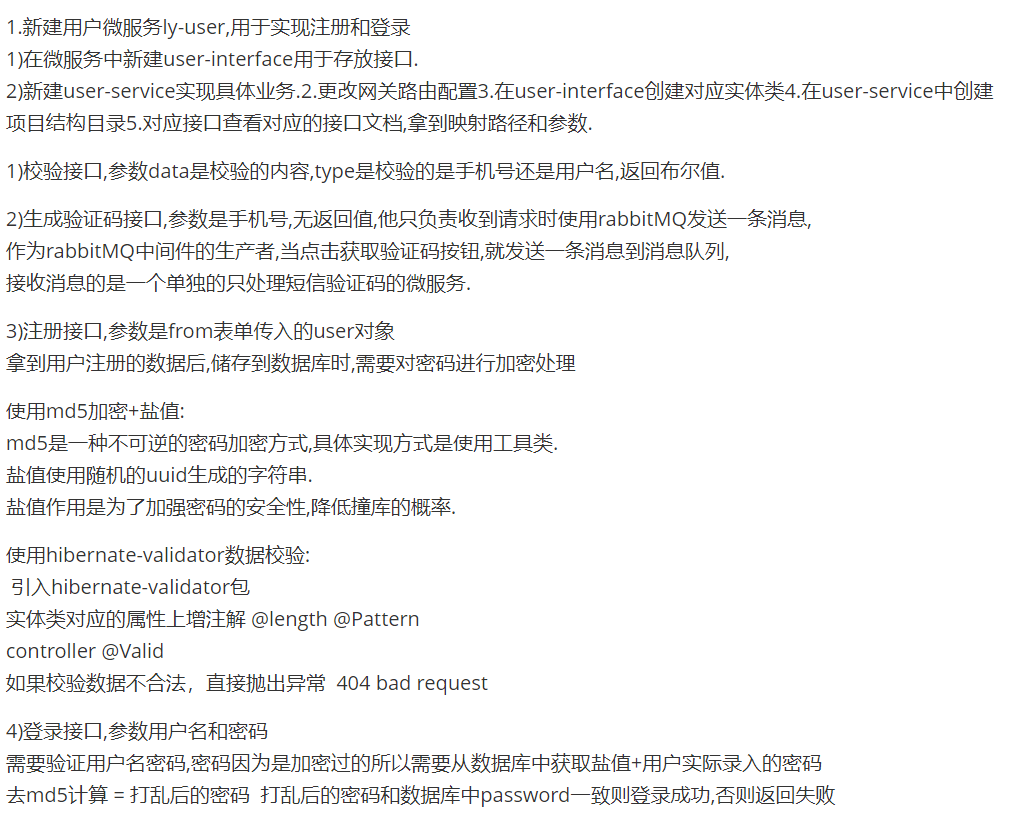 1.新建用户微服务ly-user,用于实现注册和登录
1)在微服务中新建user-interface用于存放接口.
2)新建user-service实现具体业务.2.更改网关路由配置3.在user-interface创建对应实体类4.在user-service中创建
项目结构目录5.对应接口查看对应的接口文档,拿到映射路径和参数.
1)校验接口,参数data是校验的内容,type是校验的是手机号还是用户名,返回布尔值.
2)生成验证码接口,参数是手机号,无返回值,他只负责收到请求时使用rabbitMQ发送一条消息,
作为rabbitMQ中间件的生产者,当点击获取验证码按钮,就发送一条消息到消息队列,
接收消息的是一个单独的只处理短信验证码的微服务.
3)注册接口,参数是from表单传入的user对象
拿到用户注册的数据后,储存到数据库时,需要对密码进行加密处理
使用md5加密+盐值:
md5是一种不可逆的密码加密方式,具体实现方式是使用工具类.
盐值使用随机的uuid生成的字符串.
盐值作用是为了加强密码的安全性,降低撞库的概率.
使用hibernate-validator数据校验:
引入hibernate-validator包
实体类对应的属性上增注解 @length @Pattern
controller @Valid
如果校验数据不合法，直接抛出异常 404 bad request
4)登录接口,参数用户名和密码
需要验证用户名密码,密码因为是加密过的所以需要从数据库中获取盐值+用户实际录入的密码
去md5计算 = 打乱后的密码 打乱后的密码和数据库中password一致则登录成功,否则返回失败